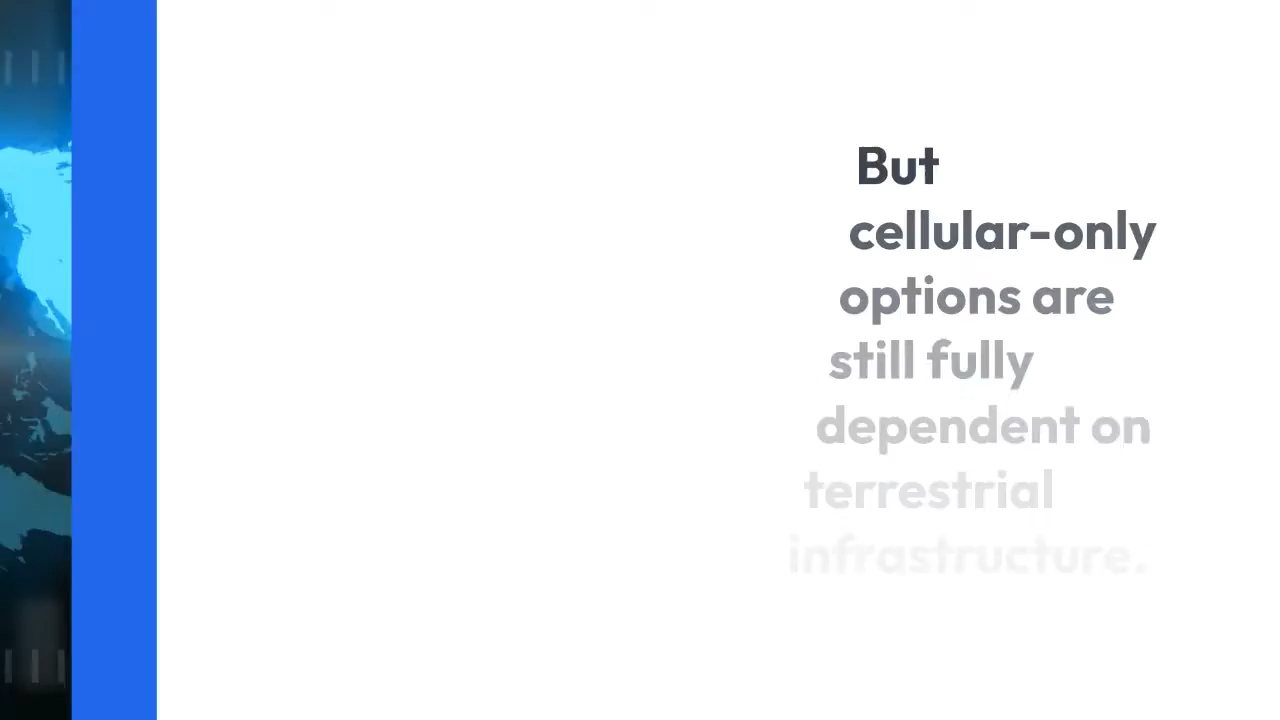 But
cellular-only
options are
still fully
dependent on
terrestrial
infrastructure.